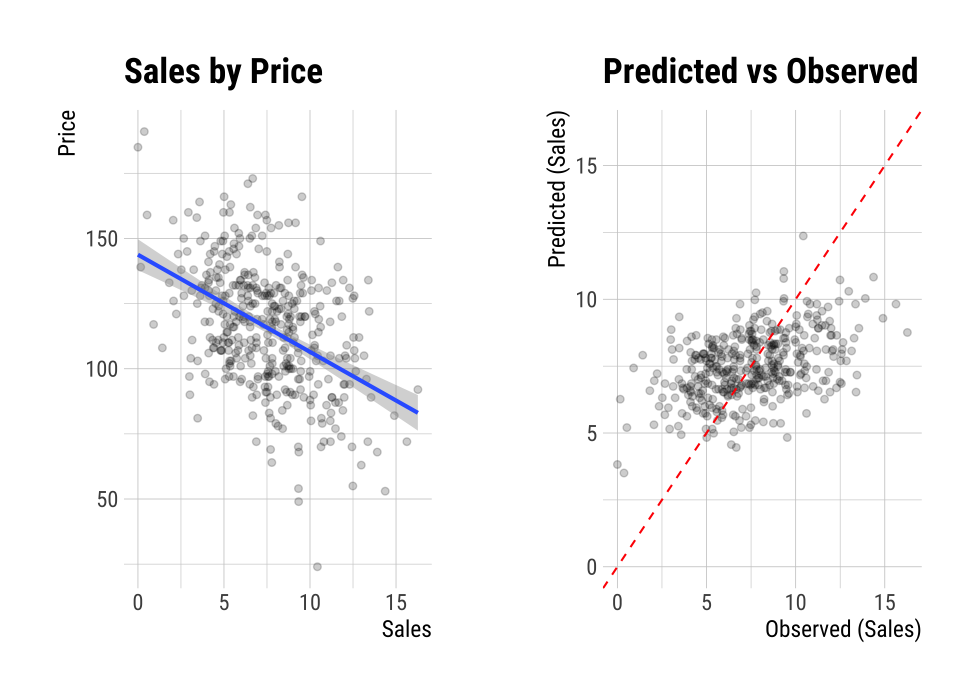 Sales by Price
Price
150
100
50
0 5 10 15
Sales
Predicted vs Observed
Predicted (Sales)
15
10
5
0
0 5 10 15
Observed (Sales)